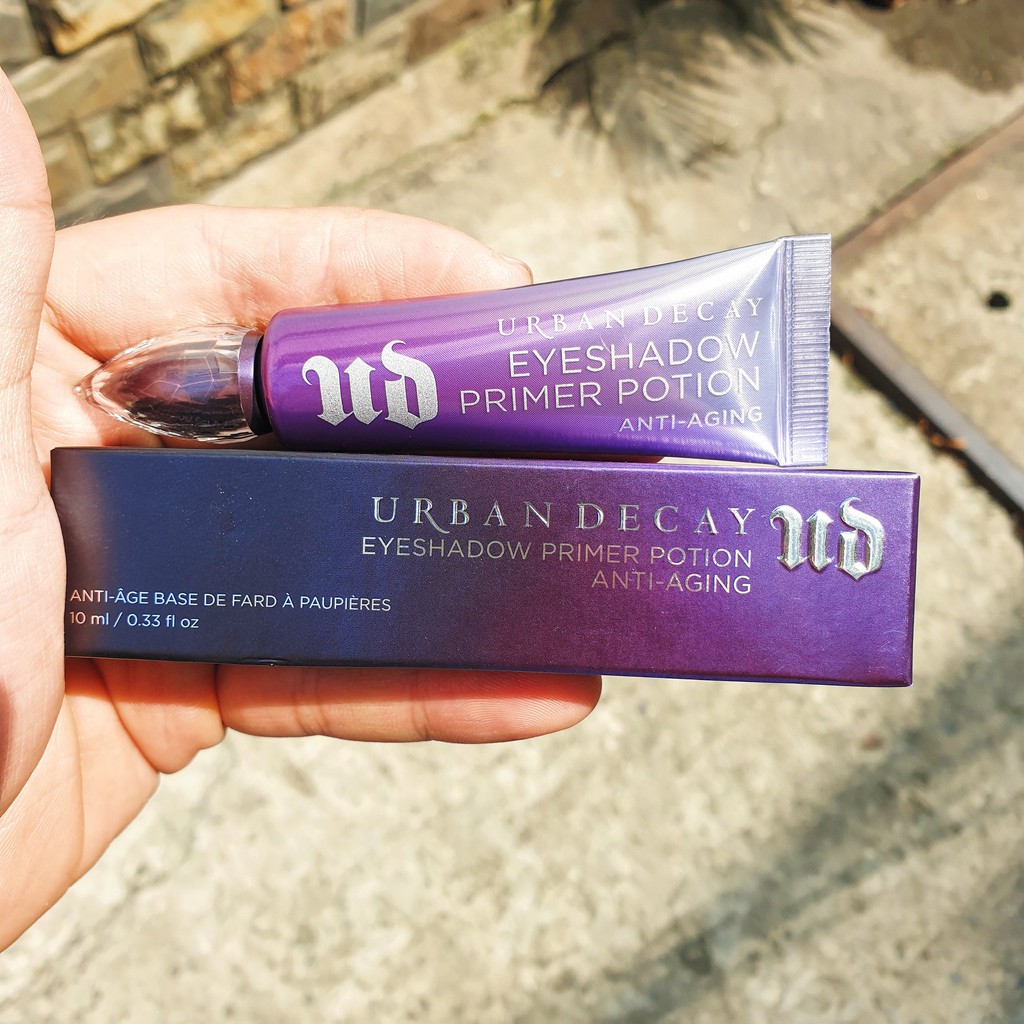 UD
URBAN DECAY
EYESHADOW
PRIMER POTION
ANTI-AGING
URBAN DECAY
EYESHADOW PRIMER POTION
ANTI-AGING
UD
ANTI-ÂGE BASE DE FARD À PAUPIÈRES
10 ml / 0.33 fl oz